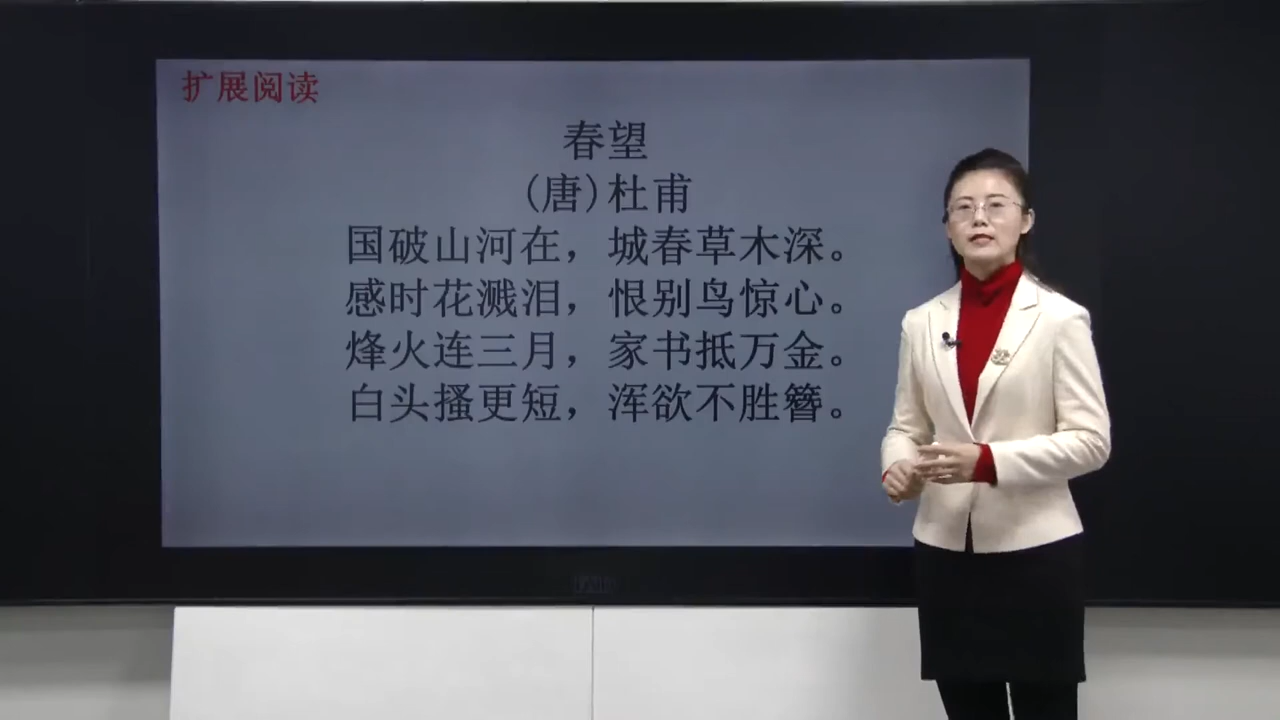 扩展阅读
春望
(唐)杜甫
国破山河在，城春草木深。
感时花溅泪，恨别鸟惊心。
烽火连三月，家书抵万金。
白头搔更短，浑欲不胜簪。